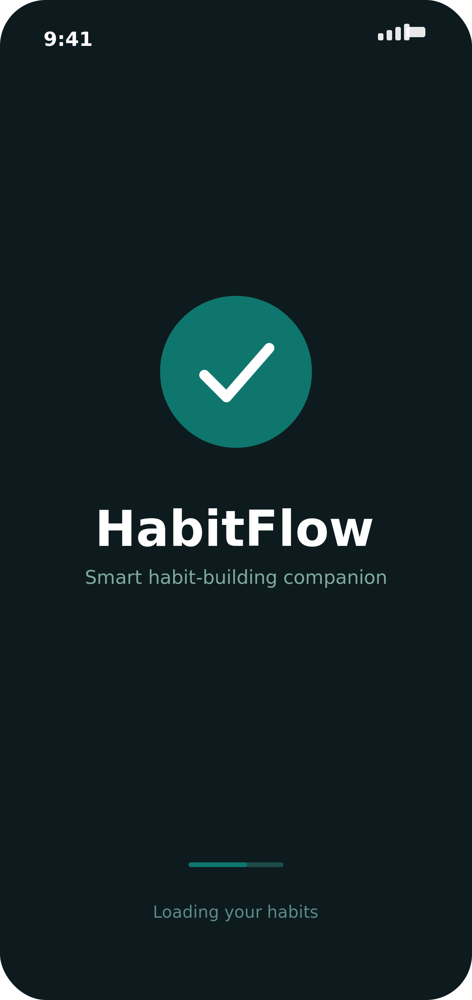 9:41
HabitFlow
Smart habit-building companion
Loading your habits